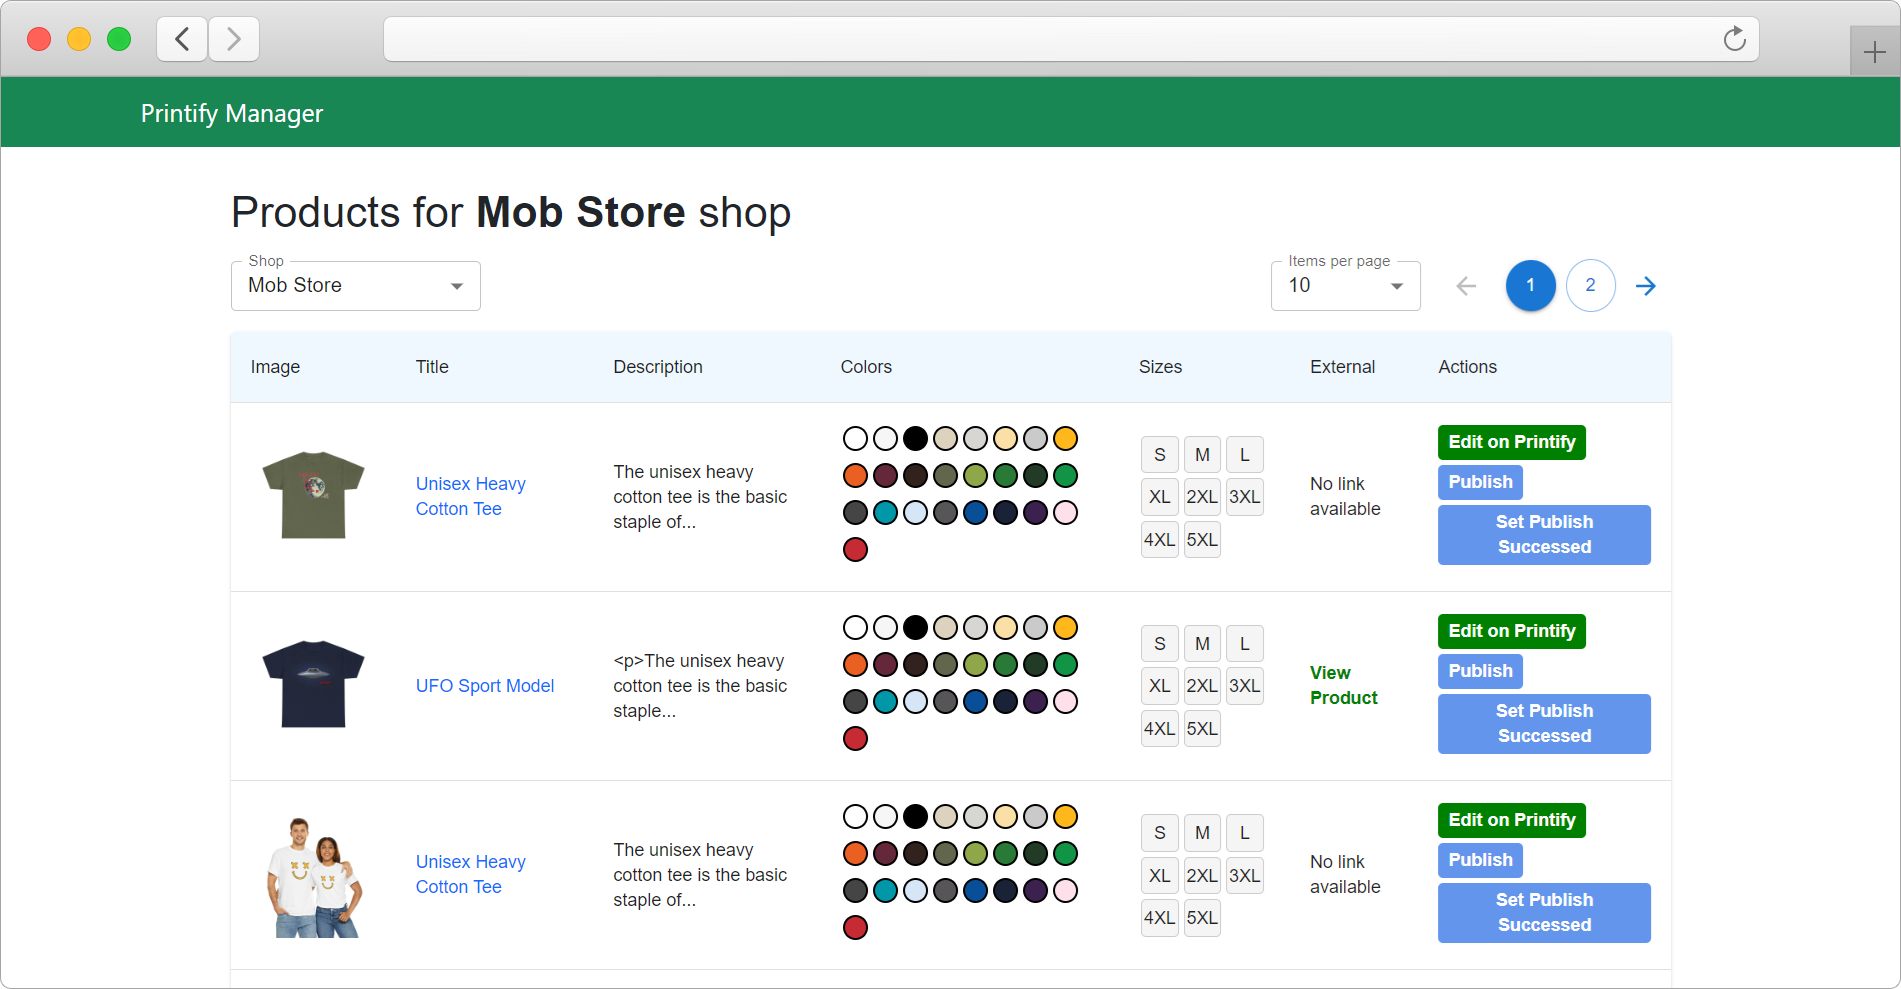 Printify Manager
Products for Mob Store shop
Shop
Mob Store
Items per page
10
1
2
Image
Title
Description
Colors
Sizes
External
Actions
Unisex Heavy
Cotton Tee
The unisex heavy
cotton tee is the basic
staple of...
S M L
XL 2XL 3XL
4XL 5XL
No link
available
Edit on Printify
Publish
Set Publish
Successed
UFO Sport Model
<p>The unisex heavy
cotton tee is the basic
staple...
S M L
XL 2XL 3XL
4XL 5XL
View
Product
Edit on Printify
Publish
Set Publish
Successed
Unisex Heavy
Cotton Tee
The unisex heavy
cotton tee is the basic
staple of...
S M L
XL 2XL 3XL
4XL 5XL
No link
available
Edit on Printify
Publish
Set Publish
Successed